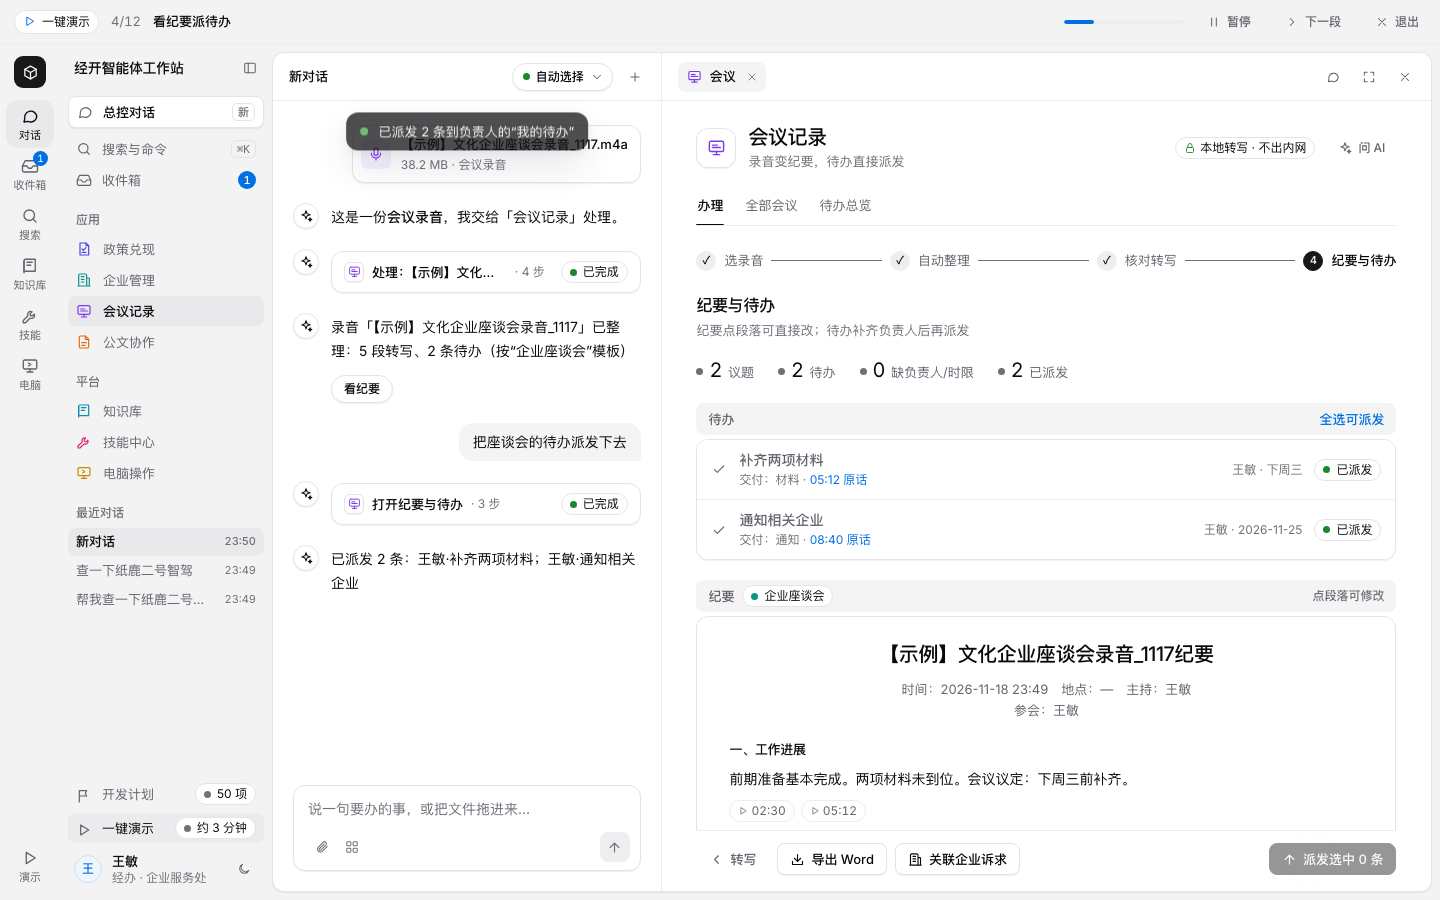 一键演示
4/12
看纪要派待办
暂停
下一段
退出
对话
1
收件箱
搜索
知识库
技能
电脑
演示
经开智能体工作站
总控对话 新
搜索与命令 ⌘K
收件箱 1
应用
政策兑现
企业管理
会议记录
公文协作
平台
知识库
技能中心
电脑操作
最近对话
新对话 23:50
查一下纸鹿二号智驾 23:49
帮我查一下纸鹿二号... 23:49
开发计划 50 项
一键演示 约 3 分钟
王
王敏
经办 · 企业服务处
新对话
自动选择
已派发 2 条到负责人的“我的待办”
【示例】文化企业座谈会录音_1117.m4a
38.2 MB · 会议录音
这是一份会议录音，我交给「会议记录」处理。
处理：【示例】文化... · 4 步 已完成
录音「【示例】文化企业座谈会录音_1117」已整
理：5 段转写、2 条待办（按“企业座谈会”模板）
看纪要
把座谈会的待办派发下去
打开纪要与待办 · 3 步 已完成
已派发 2 条：王敏·补齐两项材料；王敏·通知相关
企业
说一句要办的事，或把文件拖进来...
会议
会议记录
录音变纪要，待办直接派发
本地转写 · 不出内网
问 AI
办理
全部会议
待办总览
选录音
自动整理
核对转写
4 纪要与待办
纪要与待办
纪要点段落可直接改；待办补齐负责人后再派发
2 议题
2 待办
0 缺负责人/时限
2 已派发
待办 全选可派发
补齐两项材料
交付：材料 · 05:12 原话
王敏 · 下周三 已派发
通知相关企业
交付：通知 · 08:40 原话
王敏 · 2026-11-25 已派发
纪要 企业座谈会 点段落可修改
【示例】文化企业座谈会录音_1117纪要
时间：2026-11-18 23:49 地点：— 主持：王敏
参会：王敏
一、工作进展
前期准备基本完成。两项材料未到位。会议议定：下周三前补齐。
02:30 05:12
转写
导出 Word
关联企业诉求
派发选中 0 条